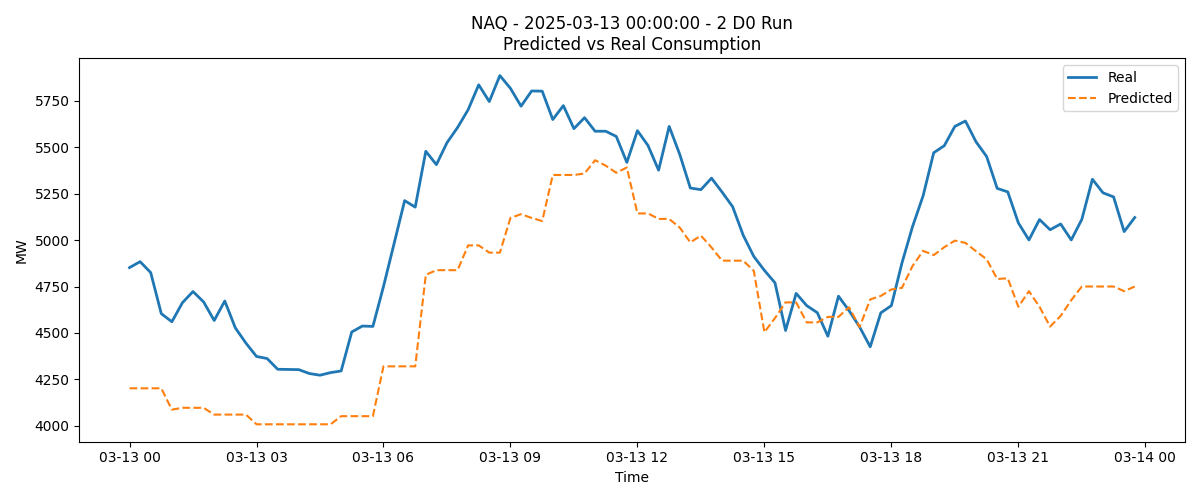 NAQ - 2025-03-13 00:00:00 - 2 D0 Run
Predicted vs Real Consumption
Real
Predicted
MW
5750
5500
5250
5000
4750
4500
4250
4000
03-13 00
03-13 03
03-13 06
03-13 09
03-13 12
03-13 15
03-13 18
03-13 21
03-14 00
Time